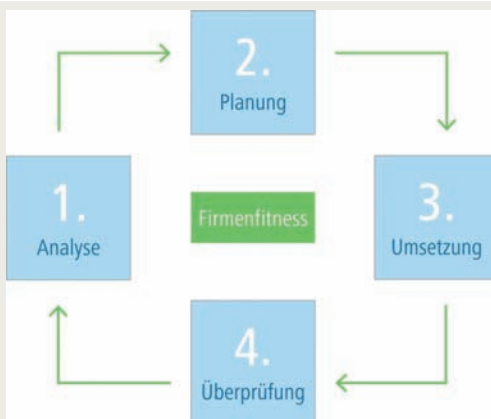 1.
Analyse
2.
Planung
3.
Umsetzung
4.
Überprüfung
Firmenfitness